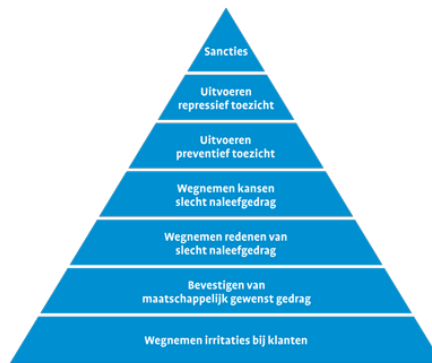 Sancties
Uitvoeren
repressief toezicht
Uitvoeren
preventief toezicht
Wegnemen kansen
slecht naleefgedrag
Wegnemen redenen van
slecht naleefgedrag
Bevestigen van
maatschappelijk gewenst gedrag
Wegnemen irritaties bij klanten